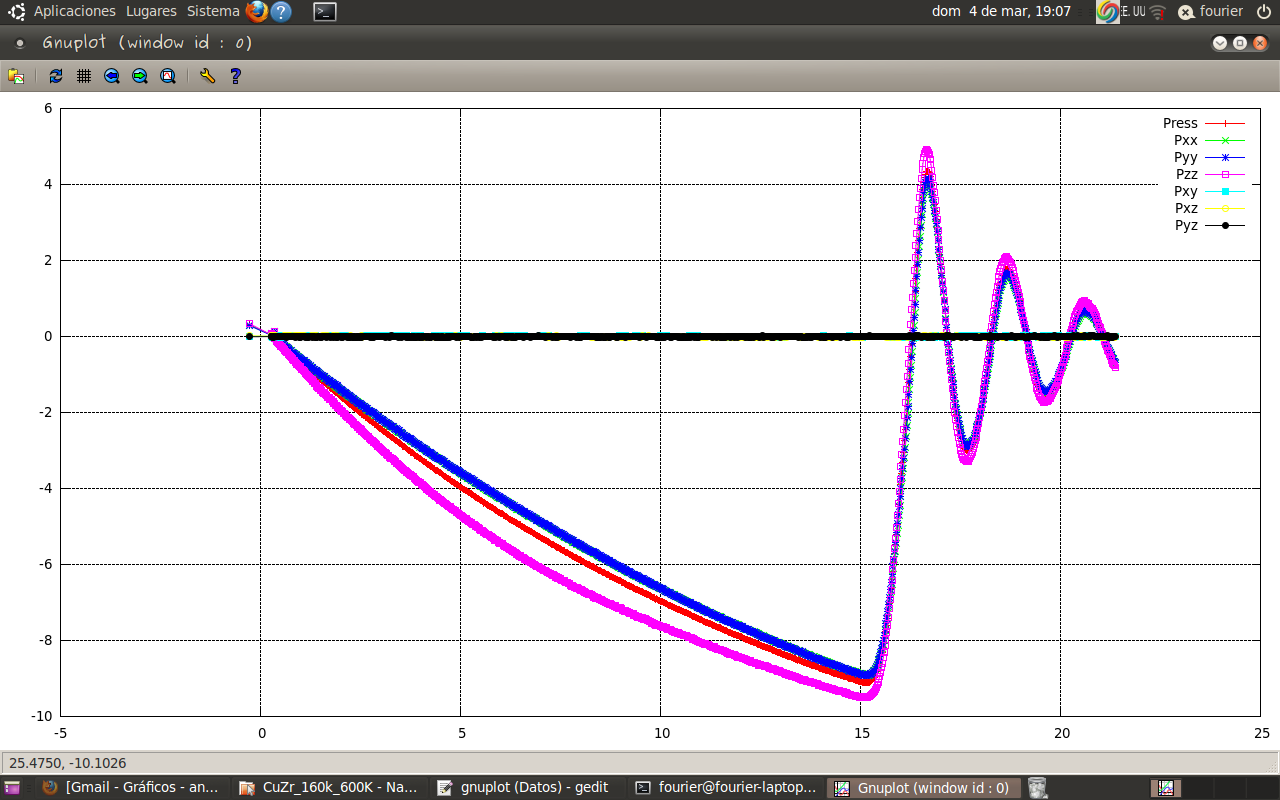 Aplicaciones Lugares Sistema
dom 4 de mar, 19:07
EE. UU
fourier
Gnuplot (window id : 0)
6
4
2
0
-2
-4
-6
-8
-10
-5
0
5
10
15
20
25
Press
Pxx
Pyy
Pzz
Pxy
Pxz
Pyz
25.4750, -10.1026
[Gmail - Gráficos - an...
CuZr_160k_600K - Na...
gnuplot (Datos) - gedit
fourier@fourier-laptop...
Gnuplot (window id : 0)